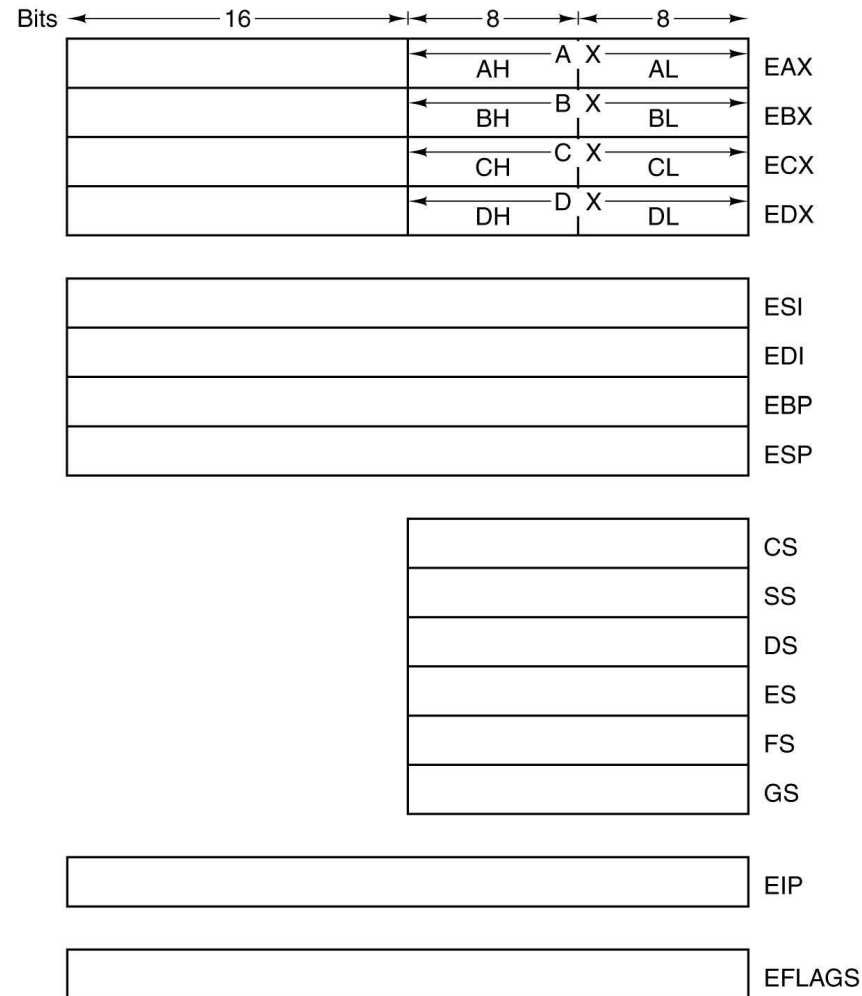 Bits 16 8 8
A X
AH AL EAX
B X
BH BL EBX
C X
CH CL ECX
D X
DH DL EDX
ESI
EDI
EBP
ESP
CS
SS
DS
ES
FS
GS
EIP
EFLAGS